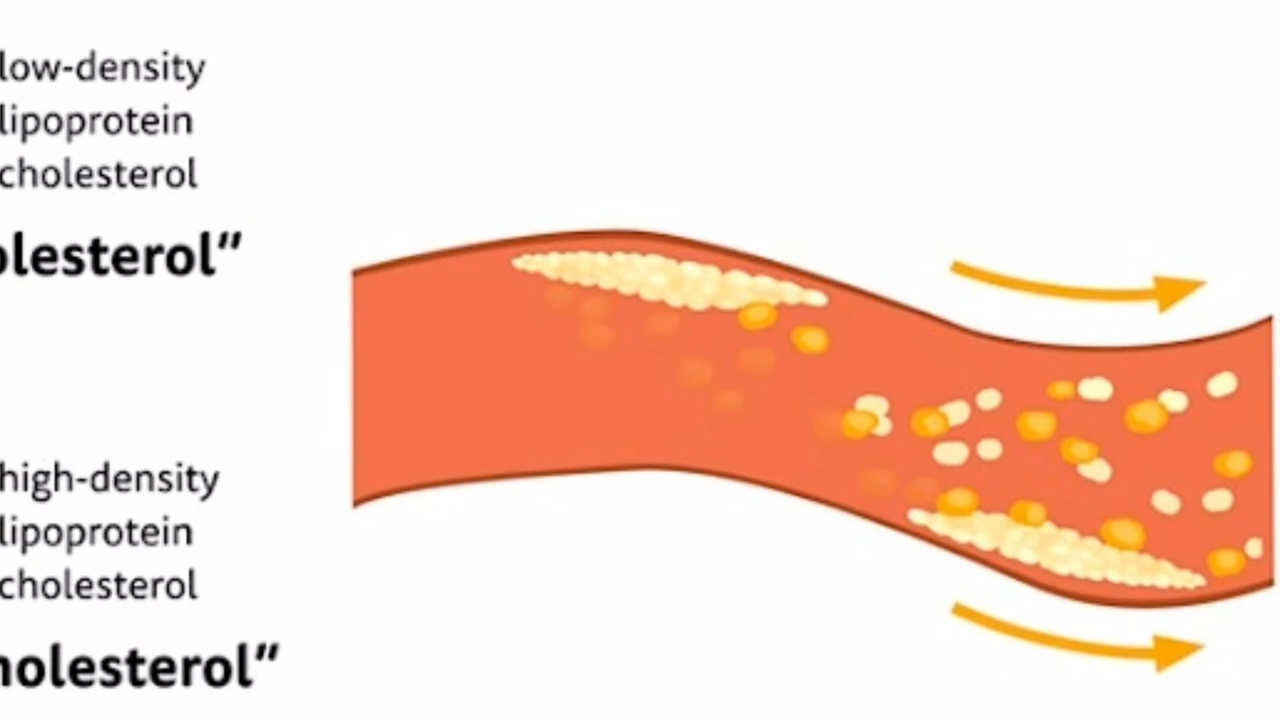 low-density
lipoprotein
cholesterol
olesterol”
high-density
lipoprotein
cholesterol
holesterol”